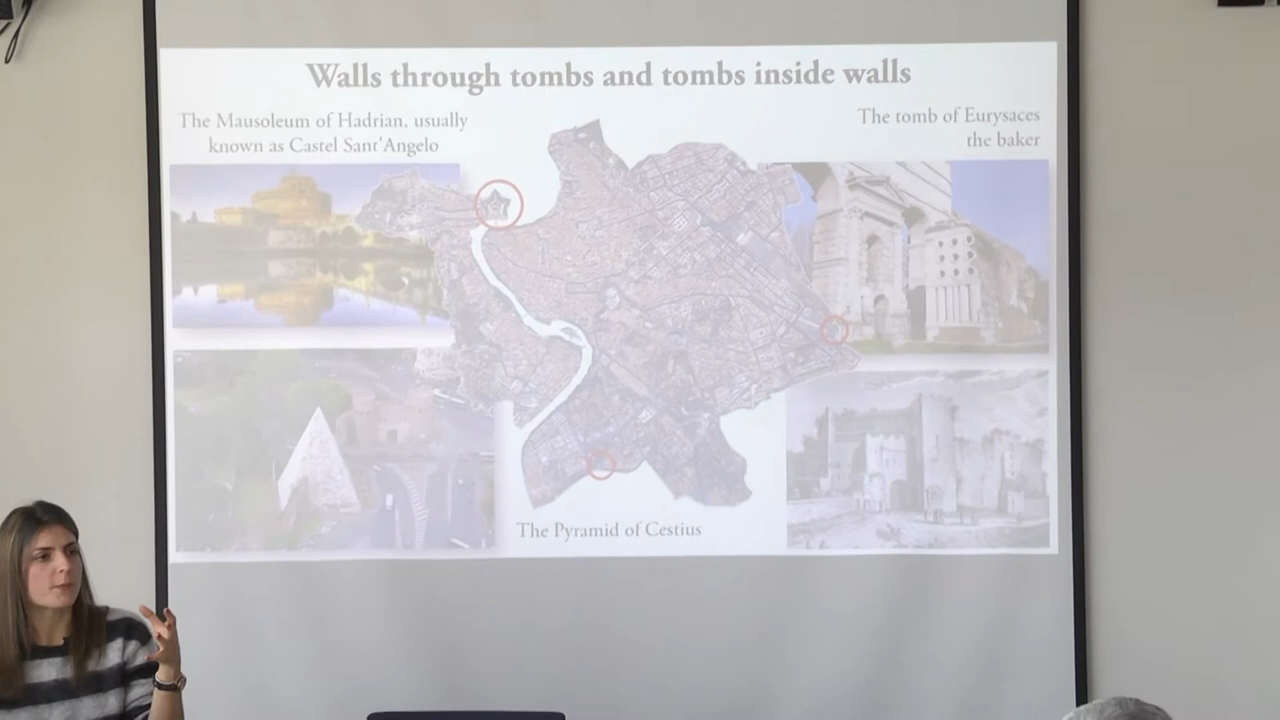 Walls through tombs and tombs inside walls
The Mausoleum of Hadrian, usually
known as Castel Sant'Angelo
The tomb of Eurysaces
the baker
The Pyramid of Cestius